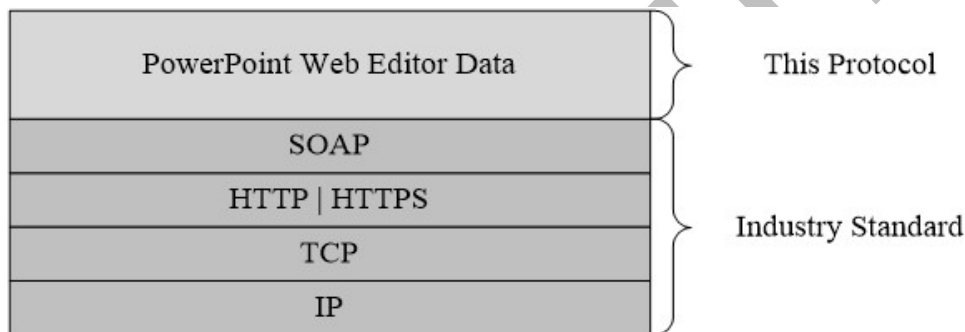 PowerPoint Web Editor Data
This Protocol
SOAP
HTTP | HTTPS
TCP
IP
Industry Standard